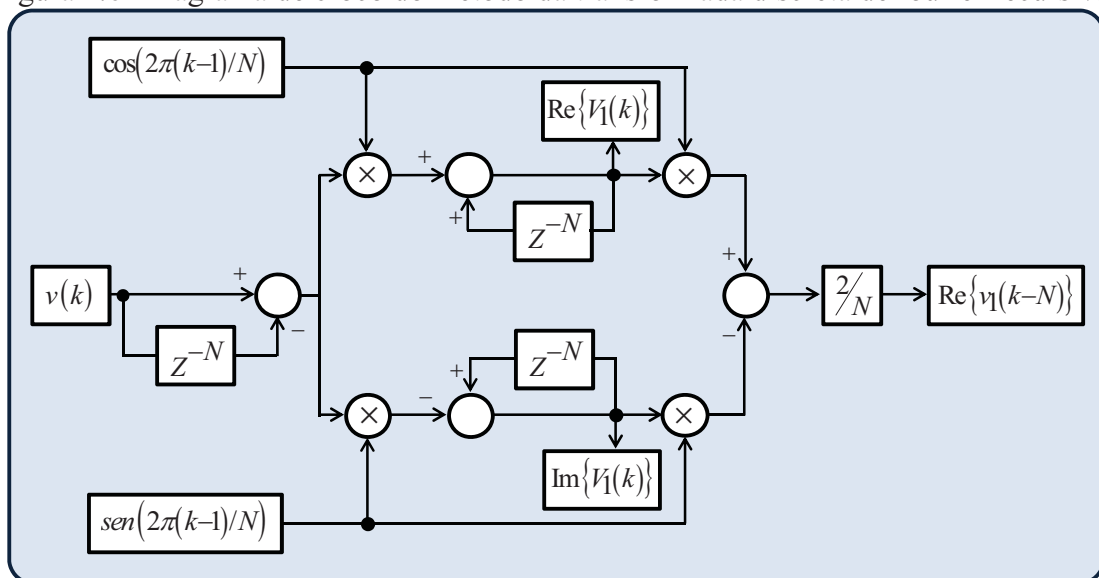 cos(2π(k−1)/N)
Re{V₁(k)}
×
+
×
+
Z⁻ᴺ
+
v(k)
+
−
2/N
Re{v₁(k−N)}
Z⁻ᴺ
−
+
Z⁻ᴺ
×
−
×
Im{V₁(k)}
sen(2π(k−1)/N)